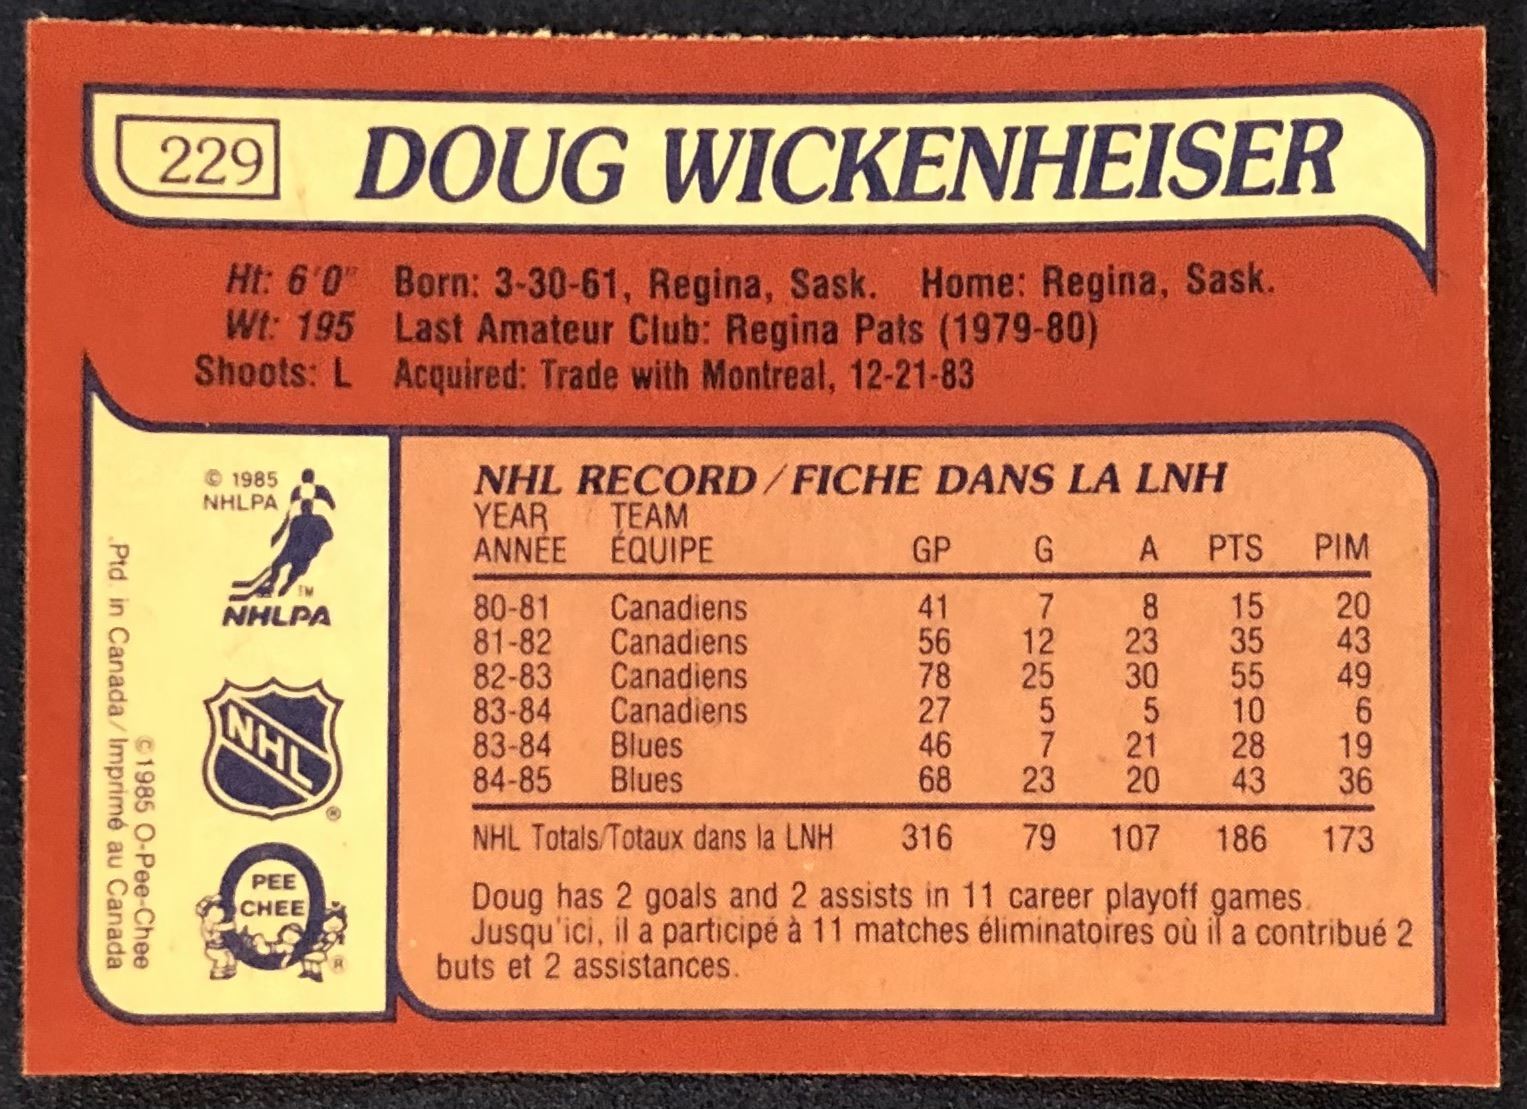 229 DOUG WICKENHEISER
Ht: 6'0" Born: 3-30-61, Regina, Sask. Home: Regina, Sask.
Wt: 195 Last Amateur Club: Regina Pats (1979-80)
Shoots: L Acquired: Trade with Montreal, 12-21-83
© 1985
NHLPA
TM
NHLPA
NHL
®
PEE
CHEE
®
©1985 O-Pee-Chee
Ptd. in Canada/Imprimé au Canada
NHL RECORD/FICHE DANS LA LNH
YEAR TEAM
ANNÉE ÉQUIPE GP G A PTS PIM
80-81 Canadiens 41 7 8 15 20
81-82 Canadiens 56 12 23 35 43
82-83 Canadiens 78 25 30 55 49
83-84 Canadiens 27 5 5 10 6
83-84 Blues 46 7 21 28 19
84-85 Blues 68 23 20 43 36
NHL Totals/Totaux dans la LNH 316 79 107 186 173
Doug has 2 goals and 2 assists in 11 career playoff games.
Jusqu'ici, il a participé à 11 matches éliminatoires où il a contribué 2
buts et 2 assistances.